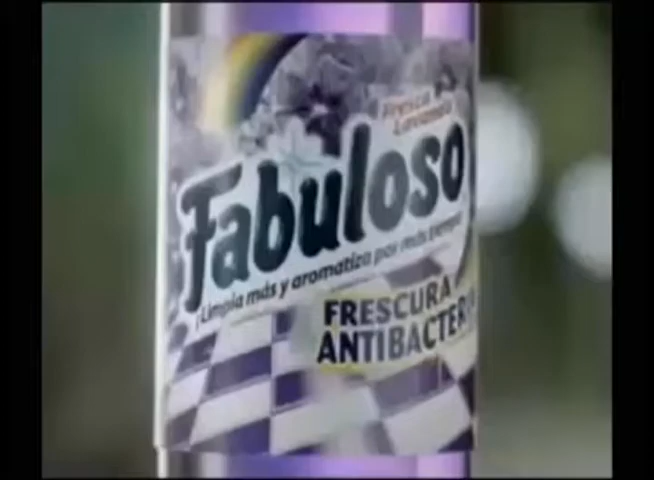 Fresca
Lavanda
Fabuloso
¡Limpia más y aromatiza por más tiempo!
FRESCURA
ANTIBACTER